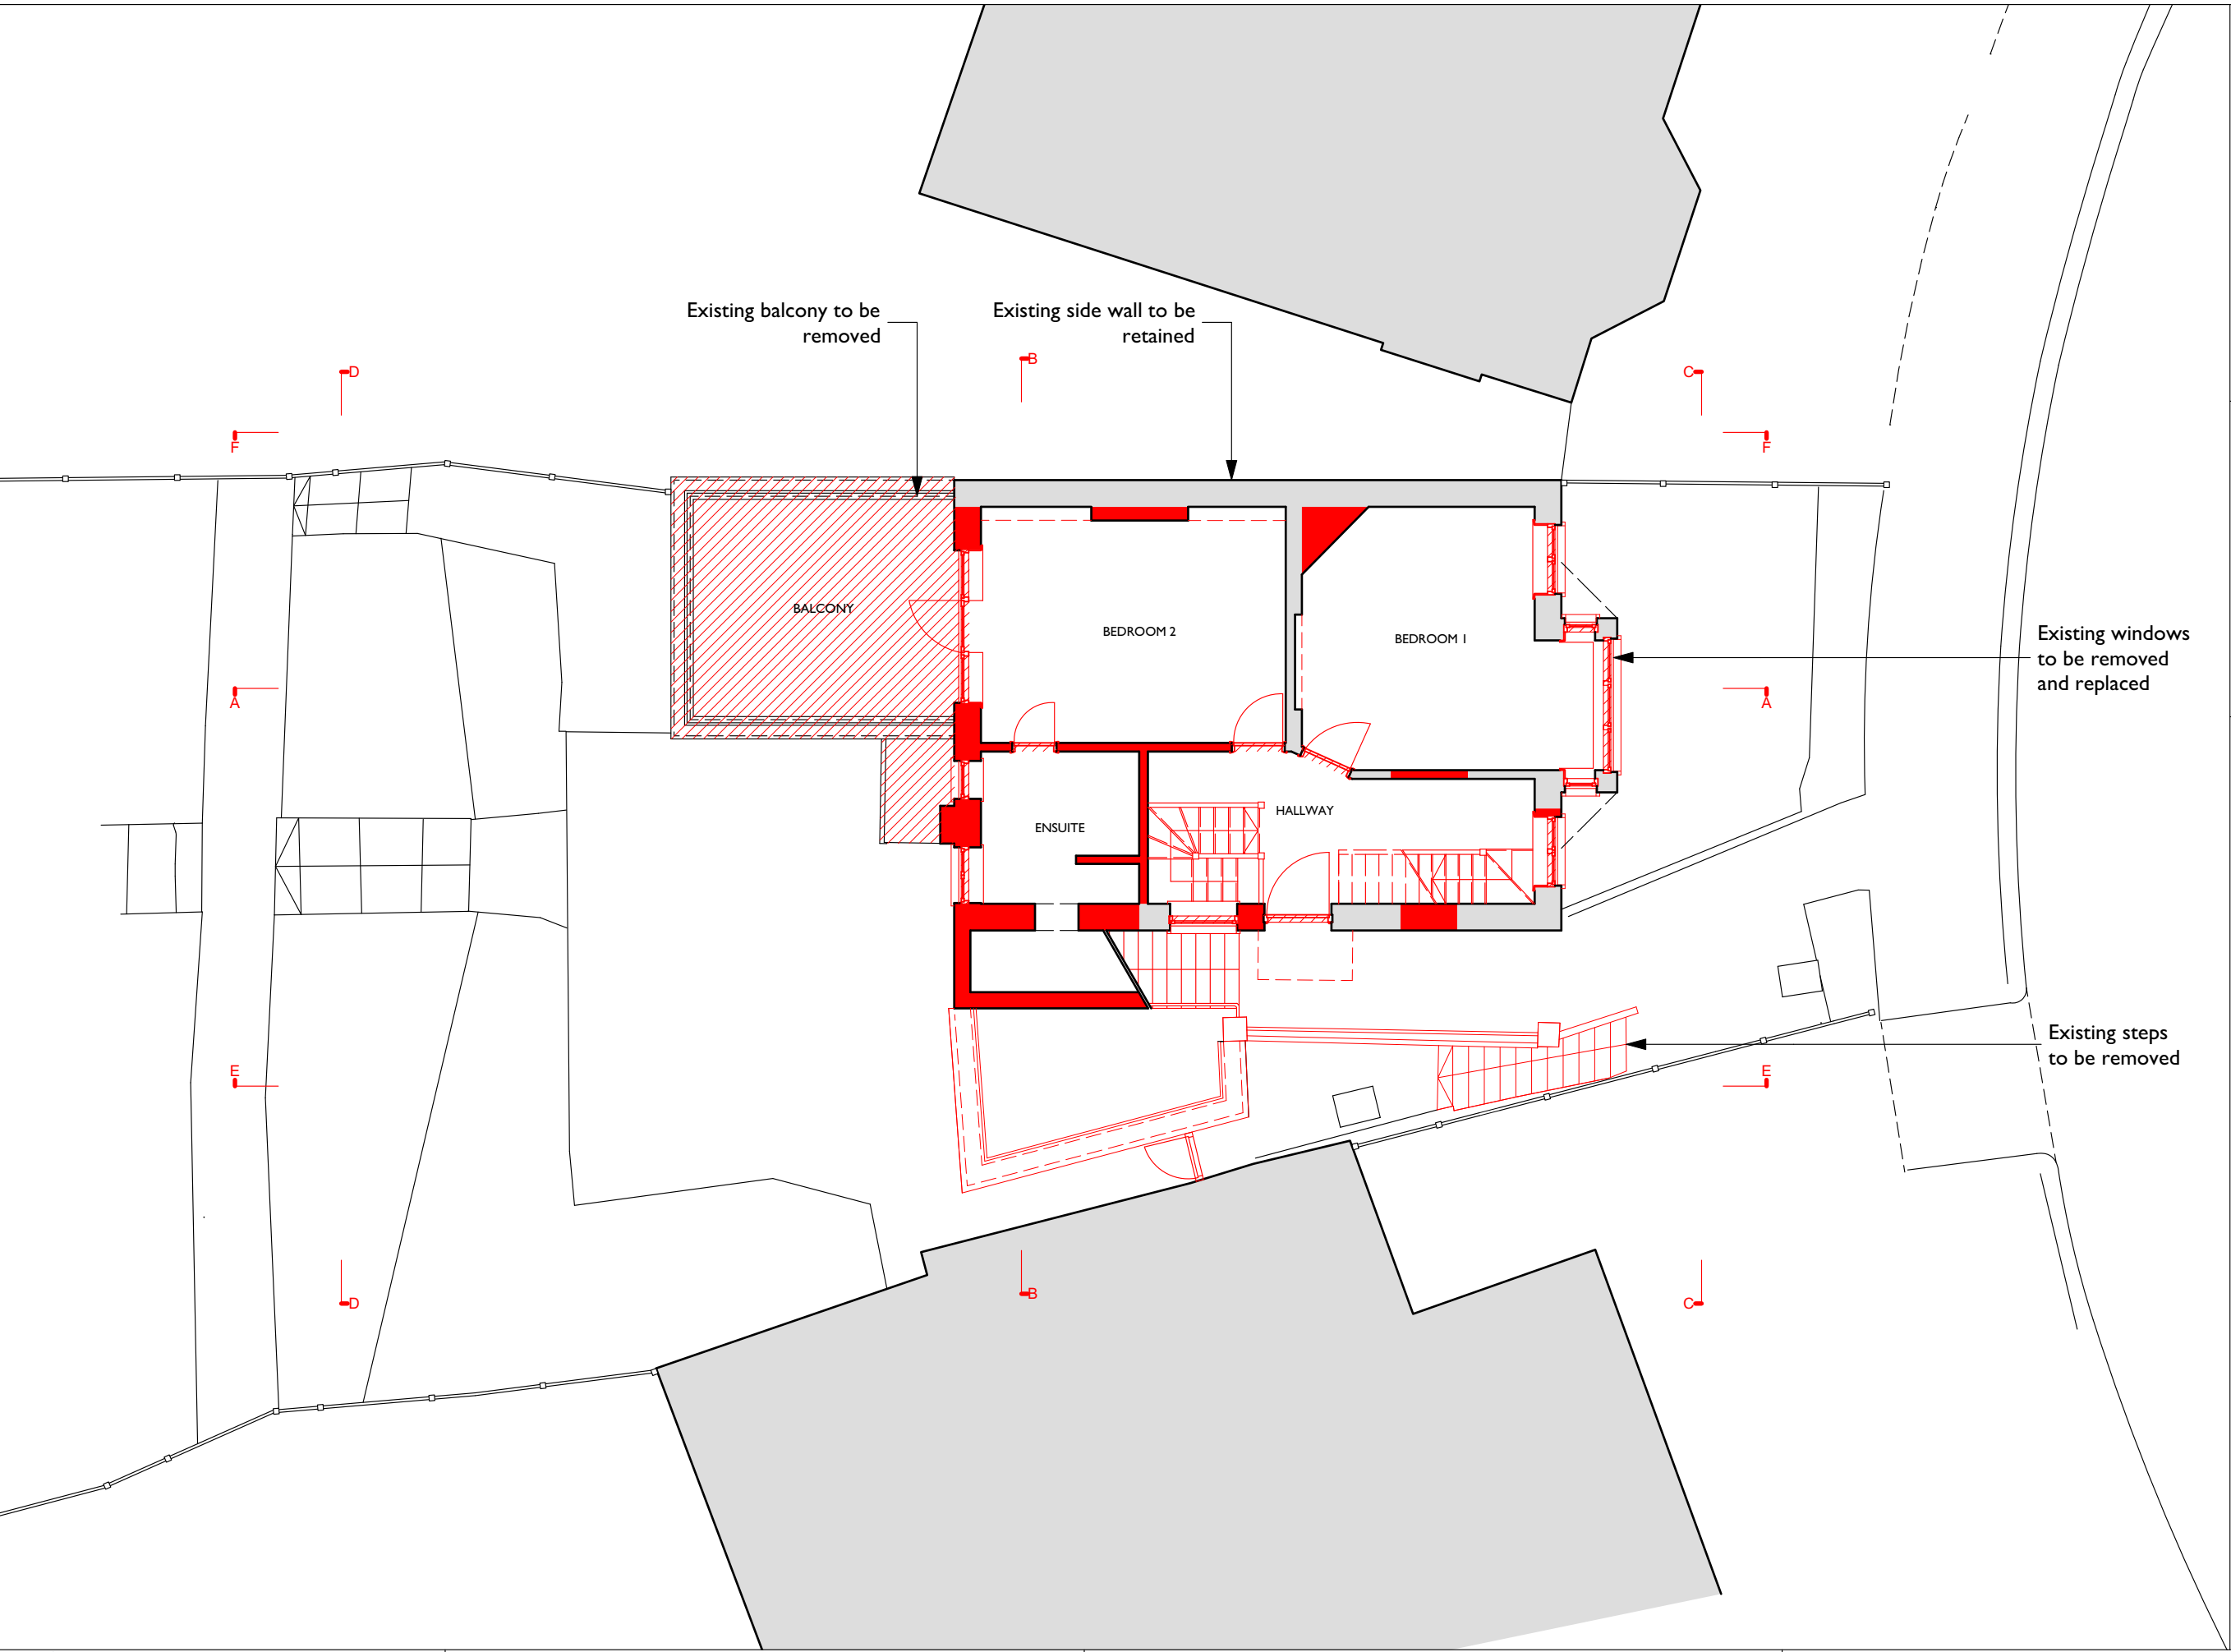 Existing balcony to be
removed
Existing side wall to be
retained
B
D
C
F
F
BALCONY
BEDROOM 2
BEDROOM 1
Existing windows
to be removed
and replaced
A
A
HALLWAY
ENSUITE
Existing steps
to be removed
E
E
D
B
C